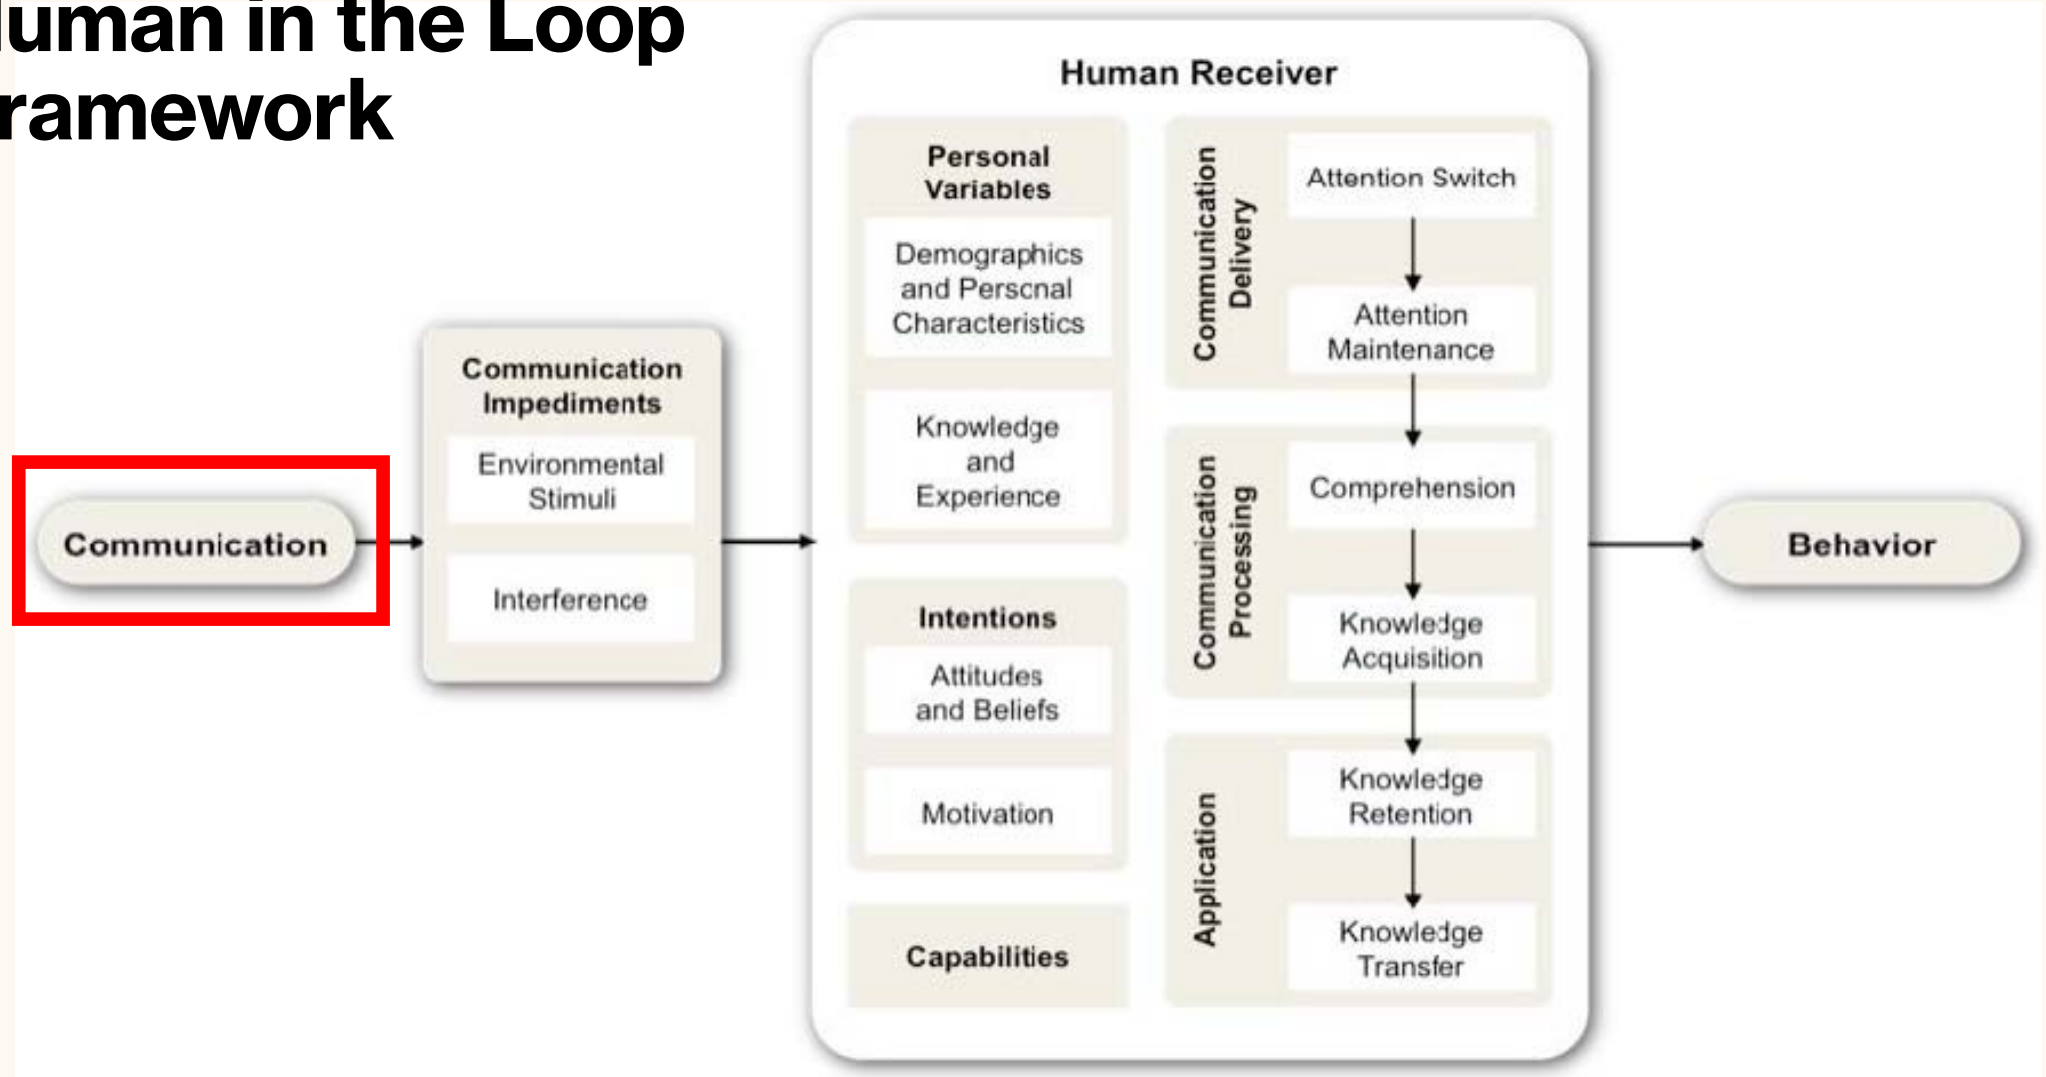 uman in the Loop
ramework
Communication
Communication
Impediments
Environmental
Stimuli
Interference
Human Receiver
Personal
Variables
Demographics
and Personal
Characteristics
Knowledge
and
Experience
Intentions
Attitudes
and Beliefs
Motivation
Capabilities
Communication
Delivery
Attention Switch
Attention
Maintenance
Communication
Processing
Comprehension
Knowledge
Acquisition
Application
Knowledge
Retention
Knowledge
Transfer
Behavior